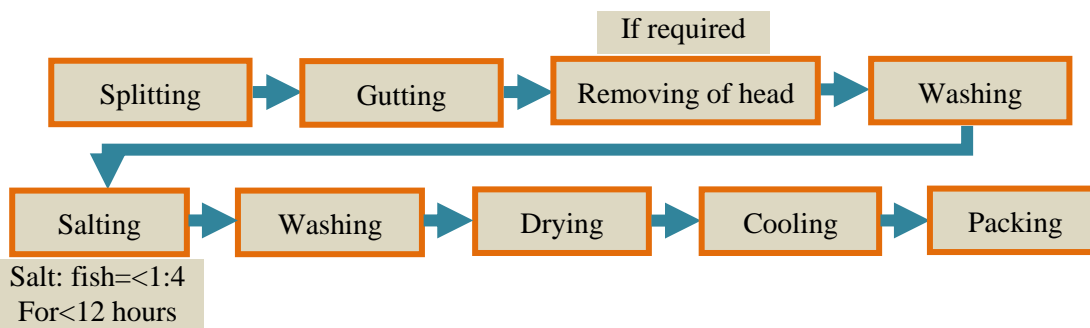 If required
Splitting
Gutting
Removing of head
Washing
Salting
Washing
Drying
Cooling
Packing
Salt: fish=<1:4
For<12 hours